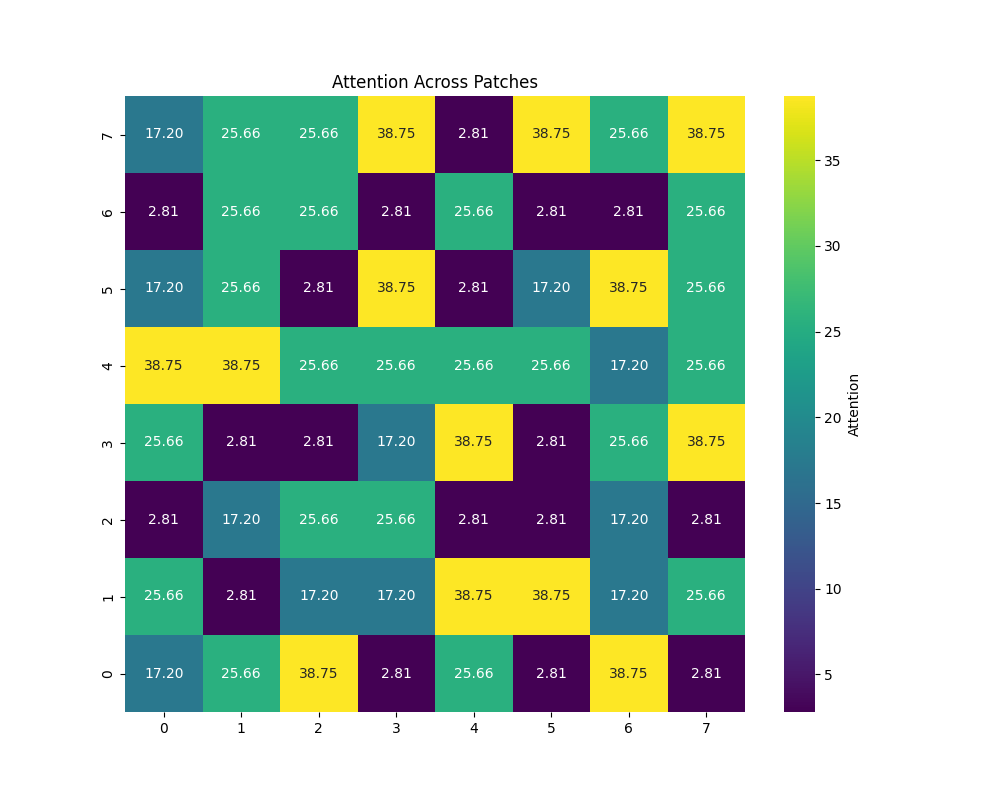 Attention Across Patches
7 17.20 25.66 25.66 38.75 2.81 38.75 25.66 38.75
35
6 2.81 25.66 25.66 2.81 25.66 2.81 2.81 25.66
30
5 17.20 25.66 2.81 38.75 2.81 17.20 38.75 25.66
25
4 38.75 38.75 25.66 25.66 25.66 25.66 17.20 25.66
Attention
20
3 25.66 2.81 2.81 17.20 38.75 2.81 25.66 38.75
15
2 2.81 17.20 25.66 25.66 2.81 2.81 17.20 2.81
10
1 25.66 2.81 17.20 17.20 38.75 38.75 17.20 25.66
0 17.20 25.66 38.75 2.81 25.66 2.81 38.75 2.81
5
0 1 2 3 4 5 6 7